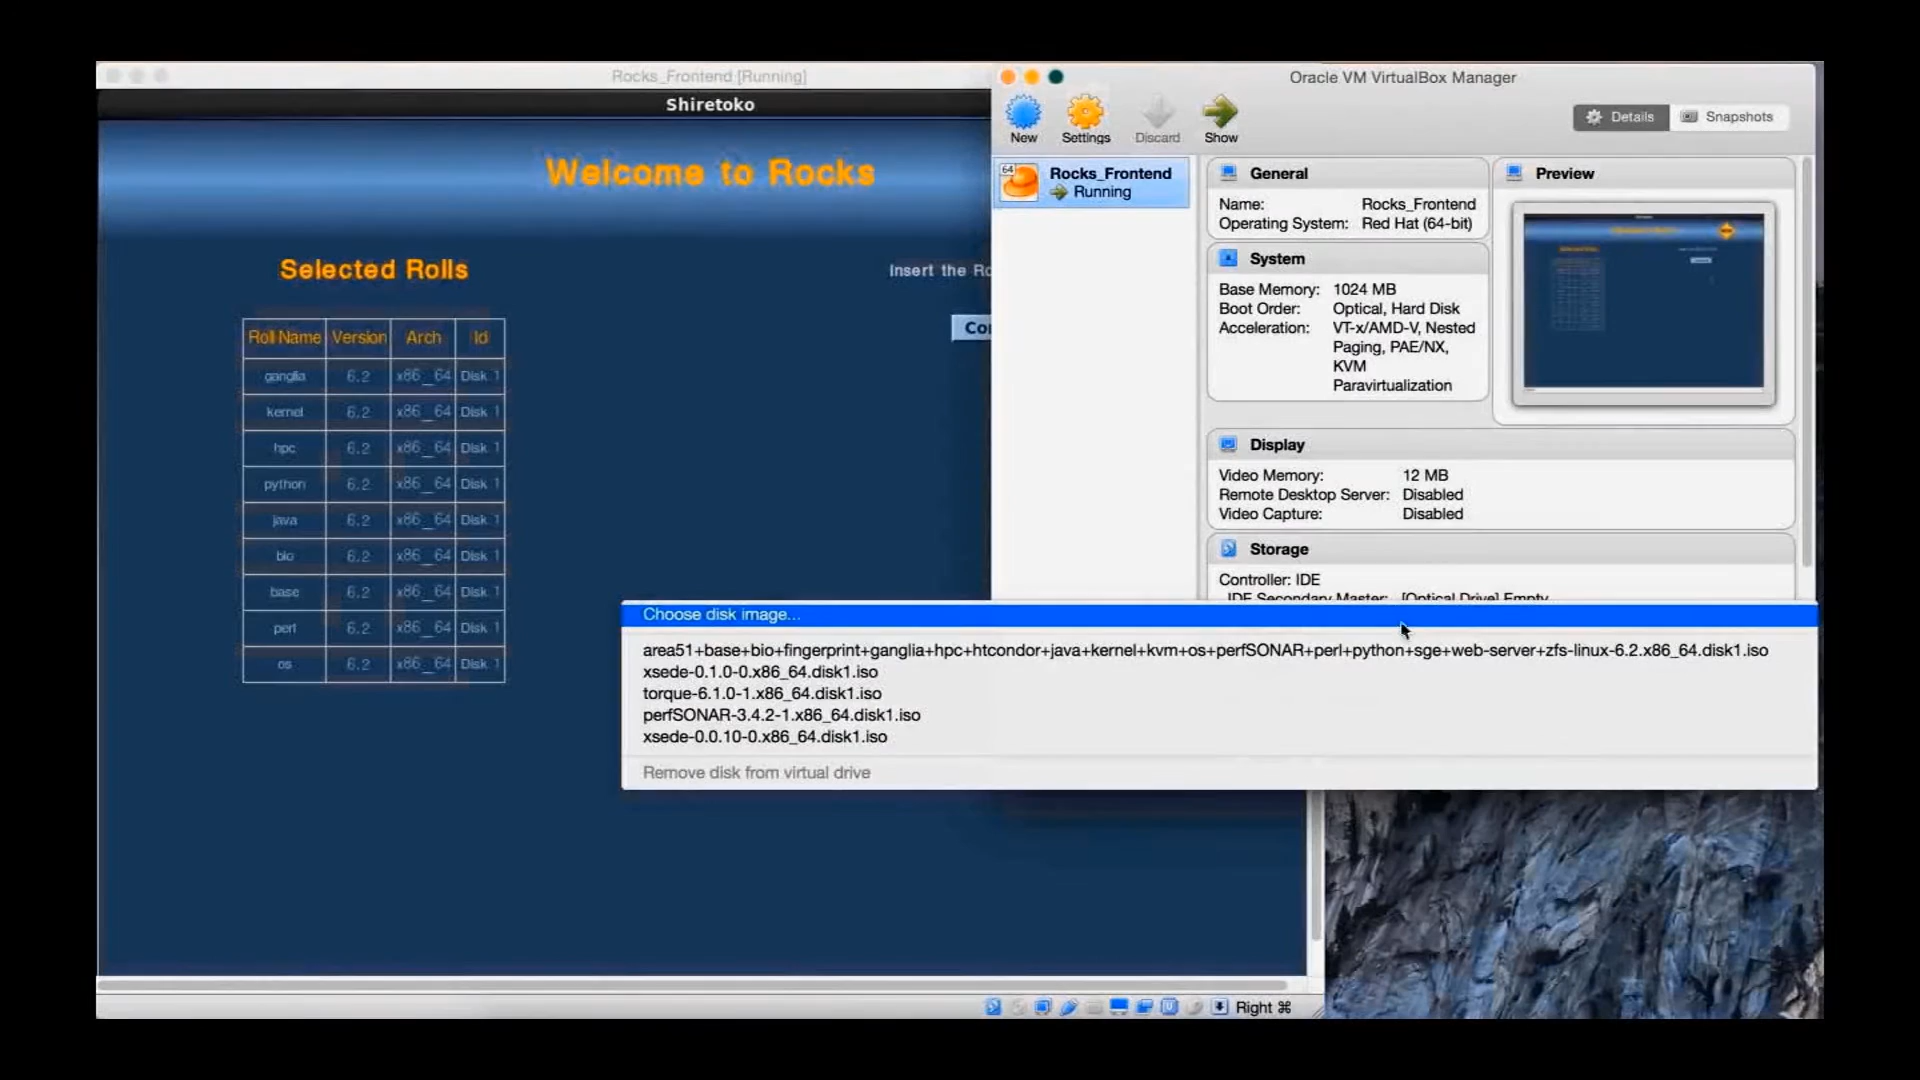 Rocks_Frontend [Running]
Shiretoko
Welcome to Rocks
Selected Rolls
Insert the
Roll Name Version Arch Id
ganglia 6.2 x86_64 Disk 1
kernel 6.2 x86_64 Disk 1
hpc 6.2 x86_64 Disk 1
python 6.2 x86_64 Disk 1
java 6.2 x86_64 Disk 1
bio 6.2 x86_64 Disk 1
base 6.2 x86_64 Disk 1
perl 6.2 x86_64 Disk 1
os 6.2 x86_64 Disk 1
Oracle VM VirtualBox Manager
New Settings Discard Show
Details Snapshots
64
Rocks_Frontend
Running
General
Name: Rocks_Frontend
Operating System: Red Hat (64-bit)
Preview
System
Base Memory: 1024 MB
Boot Order: Optical, Hard Disk
Acceleration: VT-x/AMD-V, Nested
Paging, PAE/NX,
KVM
Paravirtualization
Display
Video Memory: 12 MB
Remote Desktop Server: Disabled
Video Capture: Disabled
Storage
Controller: IDE
IDE Secondary Master: [Optical Drive] Empty
Choose disk image...
area51+base+bio+fingerprint+ganglia+hpc+htcondor+java+kernel+kvm+os+perfSONAR+perl+python+sge+web-server+zfs-linux-6.2.x86_64.disk1.iso
xsede-0.1.0-0.x86_64.disk1.iso
torque-6.1.0-1.x86_64.disk1.iso
perfSONAR-3.4.2-1.x86_64.disk1.iso
xsede-0.0.10-0.x86_64.disk1.iso
Remove disk from virtual drive
Right ⌘